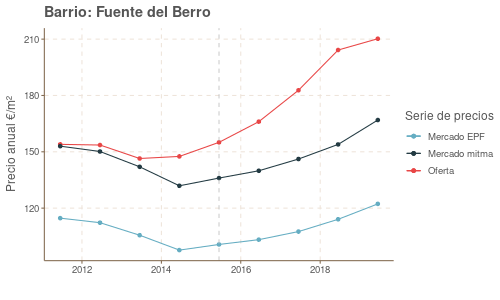 Barrio: Fuente del Berro
Precio anual €/m²
210
180
150
120
2012
2014
2016
2018
Serie de precios
Mercado EPF
Mercado mitma
Oferta